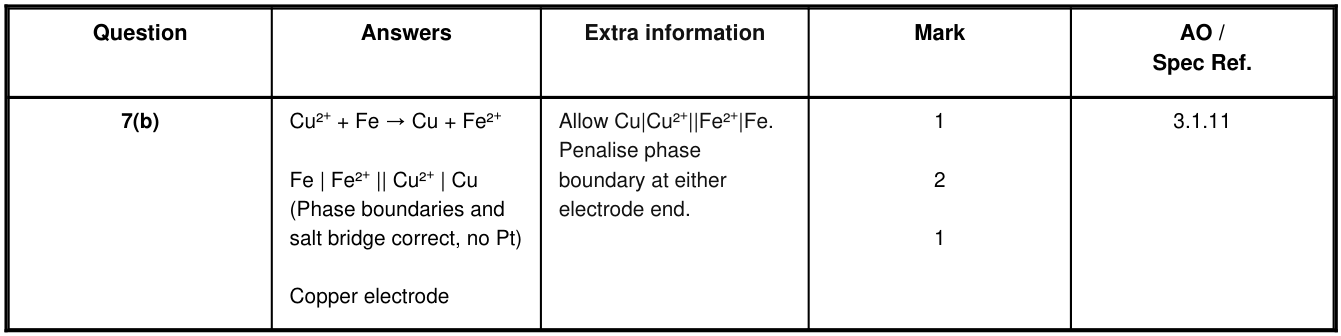 Question
Answers
Extra information
Mark
AO /
Spec Ref.
7(b)
Cu²⁺ + Fe → Cu + Fe²⁺
Fe | Fe²⁺ || Cu²⁺ | Cu
(Phase boundaries and
salt bridge correct, no Pt)
Copper electrode
Allow Cu|Cu²⁺||Fe²⁺|Fe.
Penalise phase
boundary at either
electrode end.
1
2
1
3.1.11